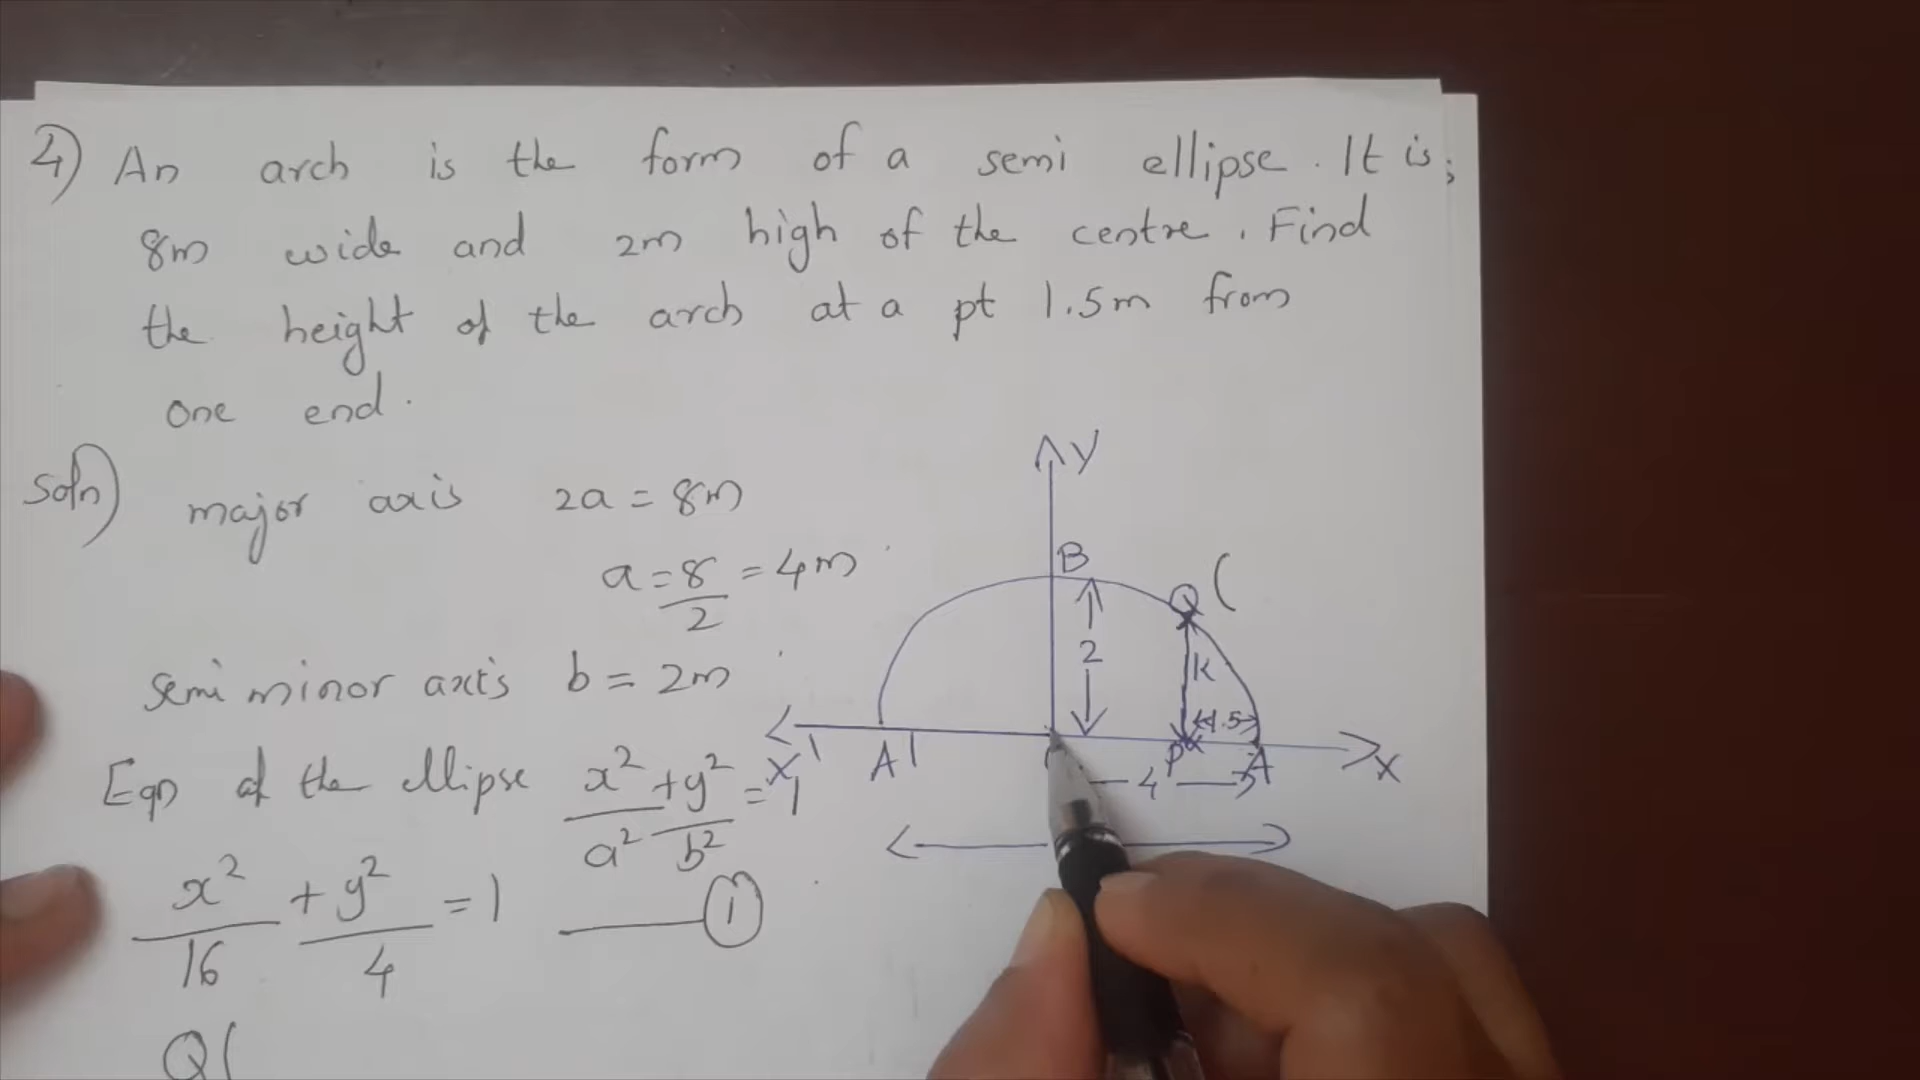 4) An arch is the form of a semi ellipse. It is
8m wide and 2m high of the centre. Find
the height of the arch at a pt 1.5m from
one end.
Soln) major axis 2a = 8m
a = 8/2 = 4m
semi minor axis b = 2m
Eqn of the ellipse x²/a² + y²/b² = 1
x²/16 + y²/4 = 1 ——— ①
Q(
Y
B
Q (
2
K
1.5
X'
A'
P
A
X
4